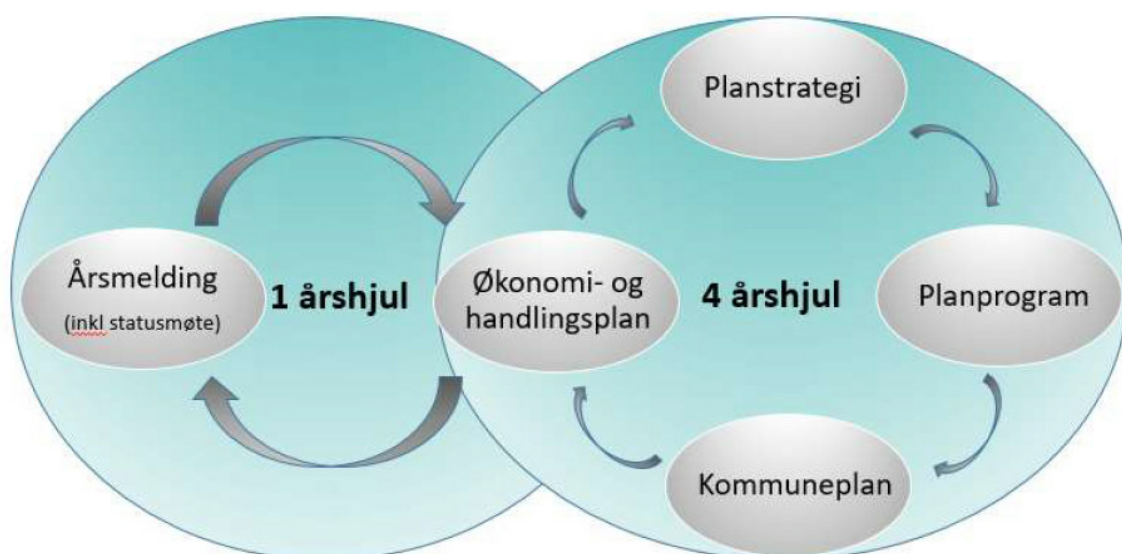 Planstrategi
Årsmelding
(inkl statusmøte)
1 årshjul
Økonomi- og
handlingsplan
4 årshjul
Planprogram
Kommuneplan